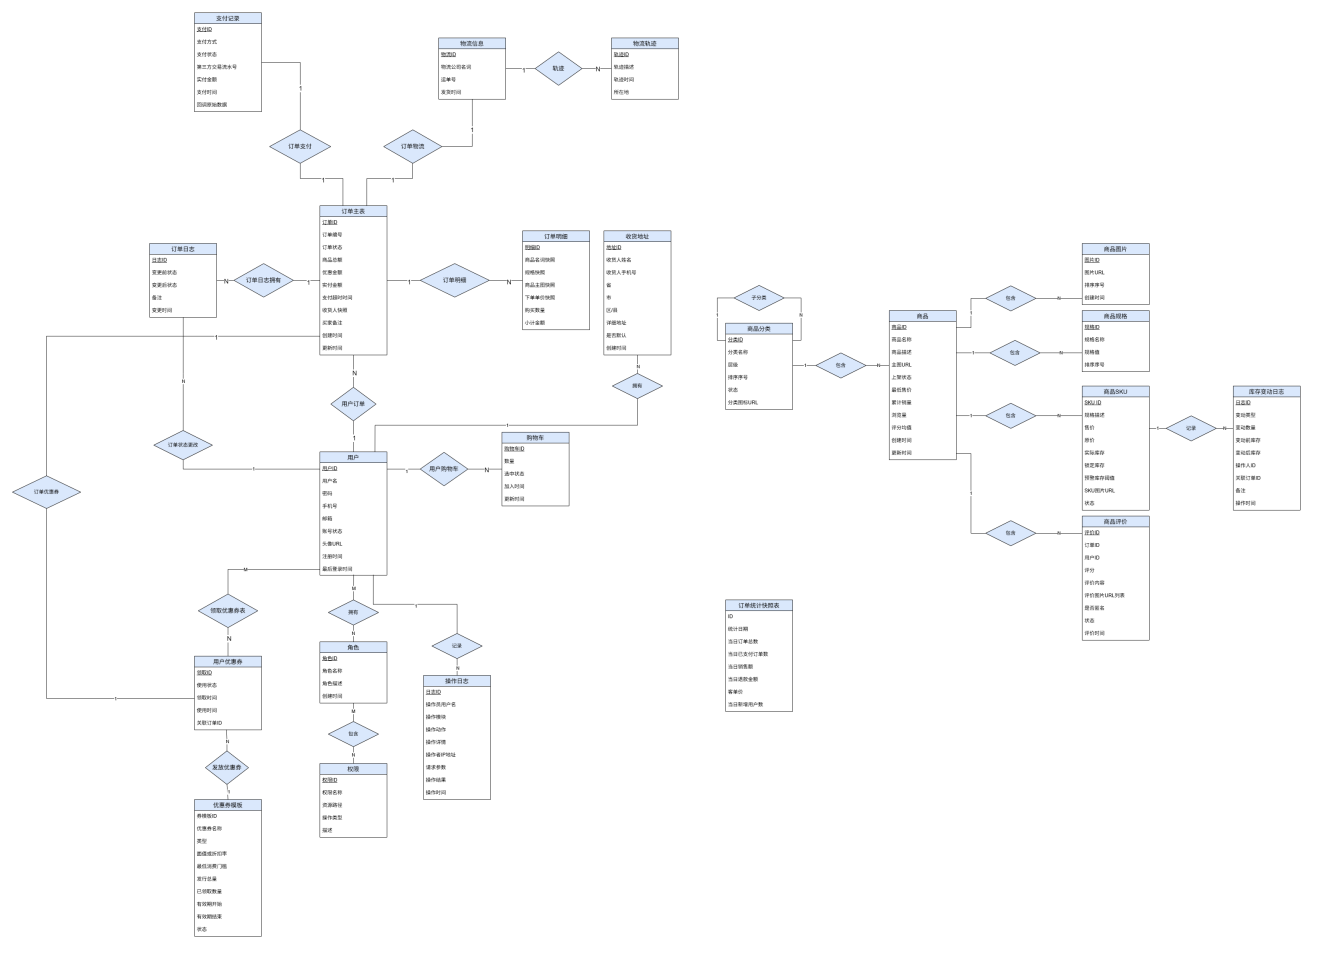 支付记录
支付ID
支付方式
支付状态
第三方交易流水号
实付金额
支付时间
回调原始数据
1
订单支付
1
物流信息
物流ID
物流公司名词
运单号
发货时间
1
轨迹
N
物流轨迹
轨迹ID
轨迹描述
轨迹时间
所在地
1
订单物流
1
订单主表
订单ID
订单编号
订单状态
商品总额
优惠金额
实付金额
支付超时时间
收货人快照
买家备注
创建时间
更新时间
订单日志
日志ID
变更前状态
变更后状态
备注
变更时间
N
订单日志拥有
1
1
订单明细
N
订单明细
明细ID
商品名词快照
规格快照
商品主图快照
下单单价快照
购买数量
小计金额
收货地址
地址ID
收货人姓名
收货人手机号
省
市
区/县
详细地址
是否默认
创建时间
N
拥有
1
1
订单优惠券
1
N
订单状态更改
1
N
用户订单
1
用户
用户ID
用户名
密码
手机号
邮箱
账号状态
头像URL
注册时间
最后登录时间
1
用户购物车
N
购物车
购物车ID
数量
选中状态
加入时间
更新时间
M
领取优惠券表
N
用户优惠券
领取ID
使用状态
领取时间
使用时间
关联订单ID
N
发放优惠券
1
优惠券模板
券模板ID
优惠券名称
类型
面值或折扣率
最低消费门槛
发行总量
已领取数量
有效期开始
有效期结束
状态
M
拥有
N
角色
角色ID
角色名称
角色描述
创建时间
M
包含
N
权限
权限ID
权限名称
资源路径
操作类型
描述
1
记录
N
操作日志
日志ID
操作员用户名
操作模块
操作动作
操作详情
操作者IP地址
请求参数
操作结果
操作时间
子分类
1
N
商品分类
分类ID
分类名称
层级
排序序号
状态
分类图标URL
1
包含
N
商品
商品ID
商品名称
商品描述
主图URL
上架状态
最低售价
累计销量
浏览量
评分均值
创建时间
更新时间
1
包含
N
商品图片
图片ID
图片URL
排序序号
创建时间
1
包含
N
商品规格
规格ID
规格名称
规格值
排序序号
1
包含
N
商品SKU
SKU ID
规格描述
售价
原价
实际库存
锁定库存
预警库存阈值
SKU图片URL
状态
1
记录
N
库存变动日志
日志ID
变动类型
变动数量
变动前库存
变动后库存
操作人ID
关联订单ID
备注
操作时间
1
包含
N
商品评价
评价ID
订单ID
用户ID
评分
评价内容
评价图片URL列表
是否匿名
状态
评价时间
订单统计快照表
ID
统计日期
当日订单总数
当日已支付订单数
当日销售额
当日退款金额
客单价
当日新增用户数